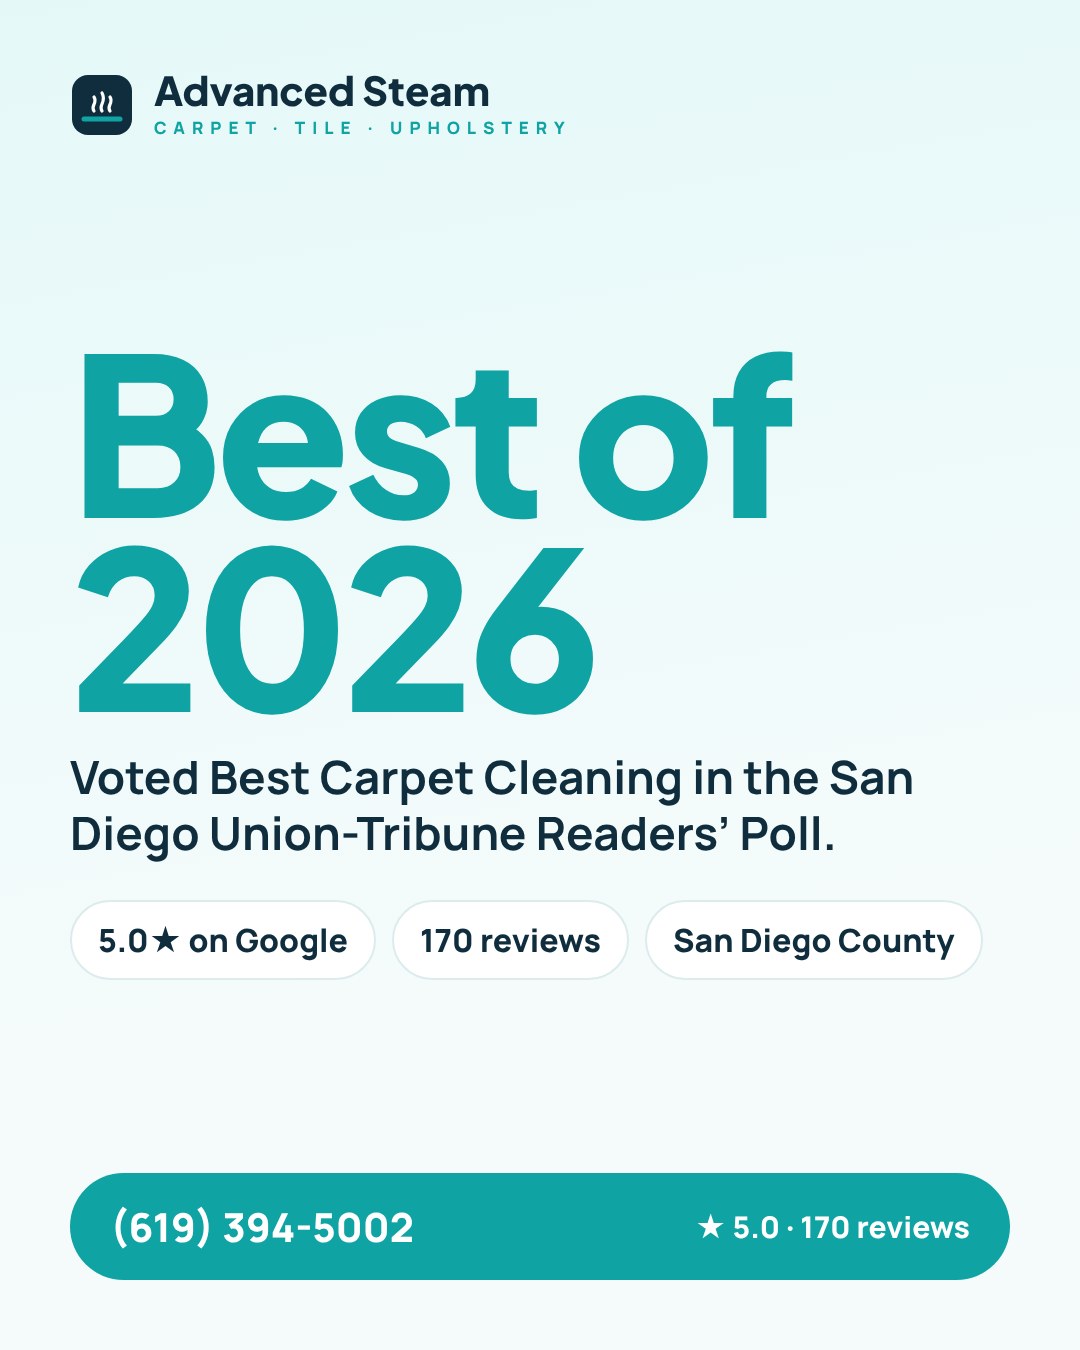 Advanced Steam
CARPET · TILE · UPHOLSTERY
Best of
2026
Voted Best Carpet Cleaning in the San
Diego Union-Tribune Readers’ Poll.
5.0★ on Google
170 reviews
San Diego County
(619) 394-5002
★ 5.0 · 170 reviews